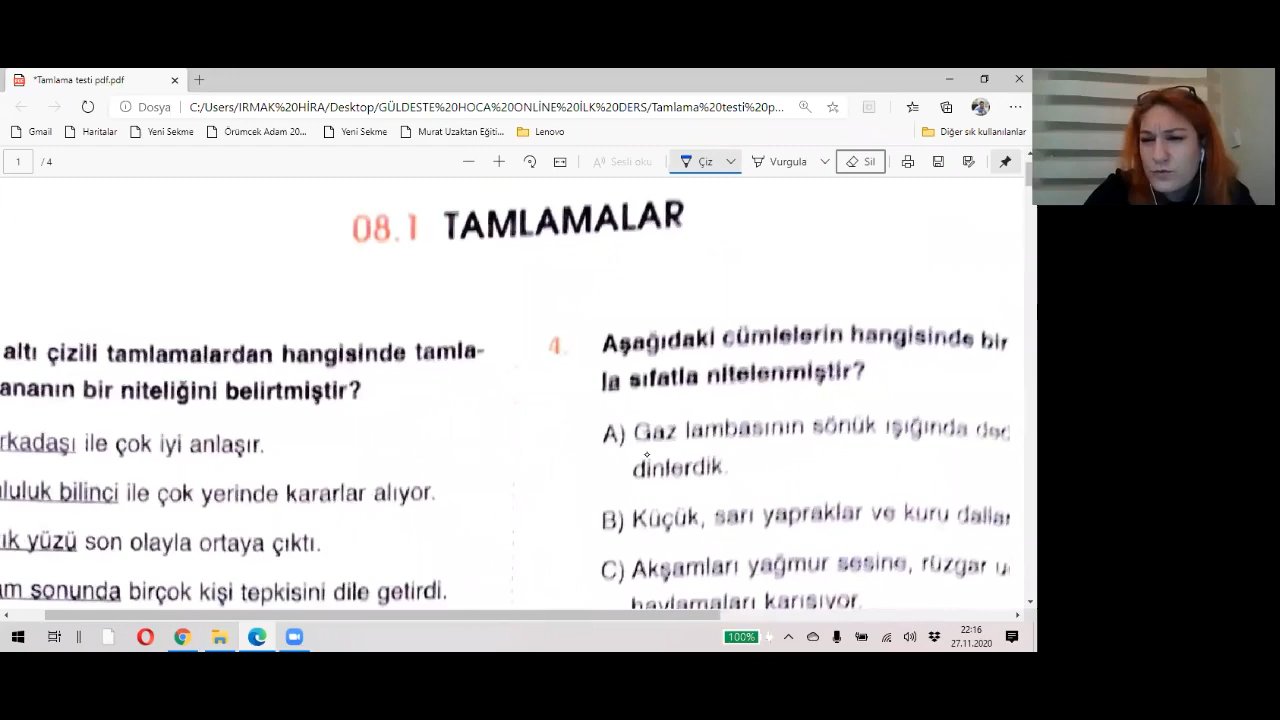 *Tamlama testi pdf.pdf
Dosya
C:/Users/IRMAK%20HİRA/Desktop/GÜLDESTE%20HOCA%20ONLİNE%20İLK%20DERS/Tamlama%20testi%20p...
Gmail
Haritalar
Yeni Sekme
Örümcek Adam 20...
Yeni Sekme
Murat Uzaktan Eğiti...
Lenovo
Diğer sık kullanılanlar
1 / 4
Sesli oku
Çiz
Vurgula
Sil
08.1 TAMLAMALAR
altı çizili tamlamalardan hangisinde tamla-
ananın bir niteliğini belirtmiştir?
rkadaşı ile çok iyi anlaşır.
luluk bilinci ile çok yerinde kararlar alıyor.
ık yüzü son olayla ortaya çıktı.
am sonunda birçok kişi tepkisini dile getirdi.
4. Aşağıdaki cümlelerin hangisinde bir
la sıfatla nitelenmiştir?
A) Gaz lambasının sönük ışığında ded
dinlerdik.
B) Küçük, sarı yapraklar ve kuru dallar
C) Akşamları yağmur sesine, rüzgar u
havlamaları karışıyor.
100%
22:16
27.11.2020